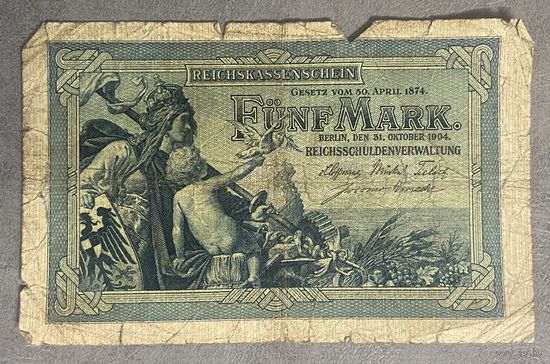 REICHSKASSENSCHEIN
GESETZ VOM 30. APRIL 1874.
FÜNF MARK.
BERLIN, DEN 31. OKTOBER 1904.
REICHSSCHULDENVERWALTUNG